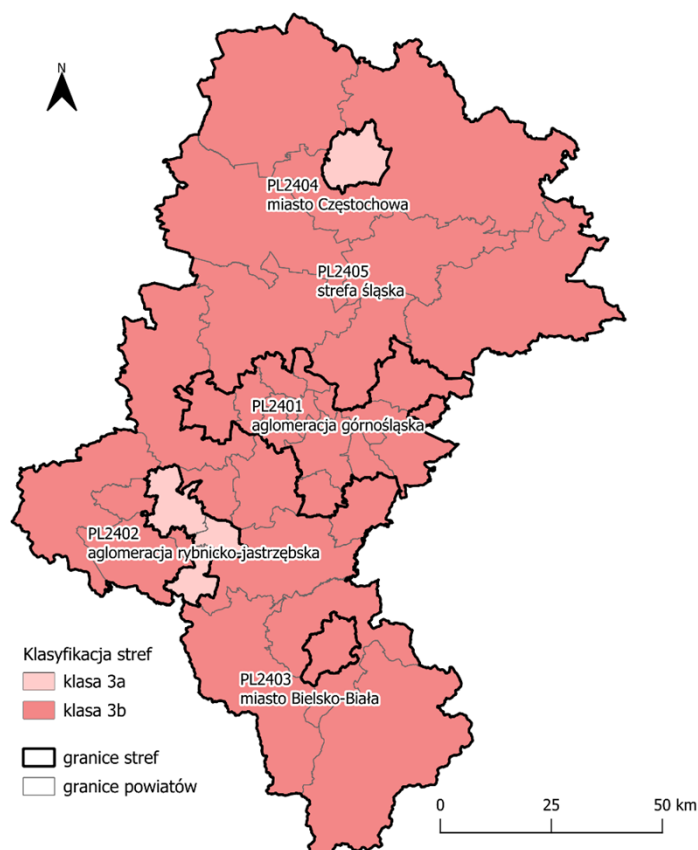 N
PL2404
miasto Częstochowa
PL2405
strefa śląska
PL2401
aglomeracja górnośląska
PL2402
aglomeracja rybnicko-jastrzębska
PL2403
miasto Bielsko-Biała
Klasyfikacja stref
klasa 3a
klasa 3b
granice stref
granice powiatów
0 25 50 km